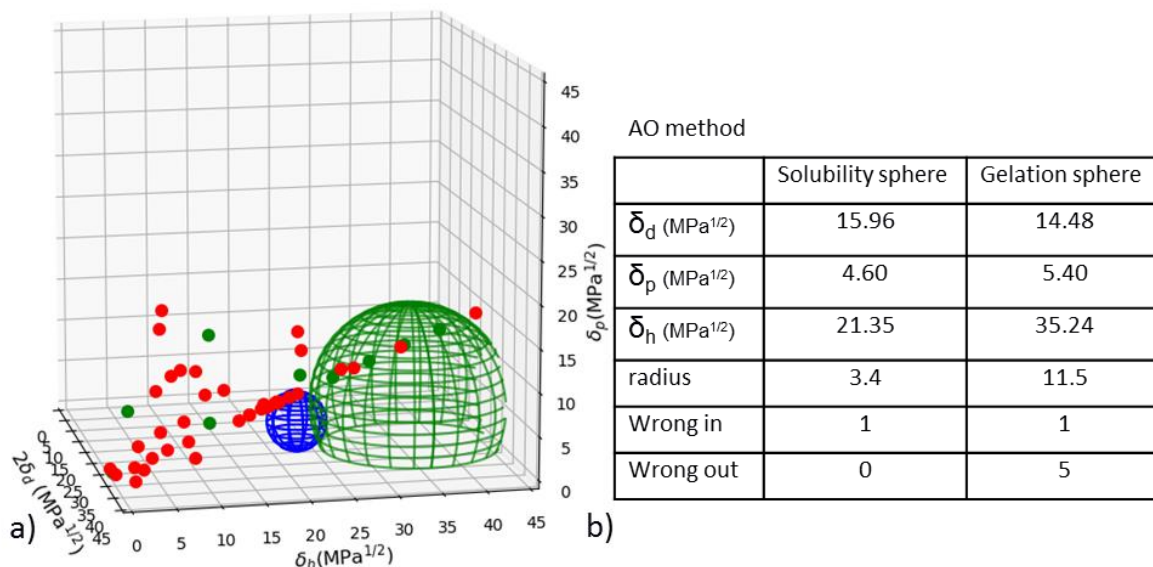 45
40
35
30
25
20
15
10
5
0
δp(MPa1/2)
0
5
10
15
20
25
30
35
40
45
2δd (MPa1/2)
0 5 10 15 20 25 30 35 40 45
δh(MPa1/2)
a)
AO method
Solubility sphere Gelation sphere
δd (MPa1/2) 15.96 14.48
δp (MPa1/2) 4.60 5.40
δh (MPa1/2) 21.35 35.24
radius 3.4 11.5
Wrong in 1 1
Wrong out 0 5
b)